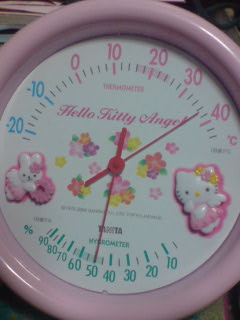 -20 -10 0 10 20 30 40 °C
THERMOMETER
Hello Kitty Angel
TANITA
HYGROMETER
% 90 80 70 60 50 40 30 20 10